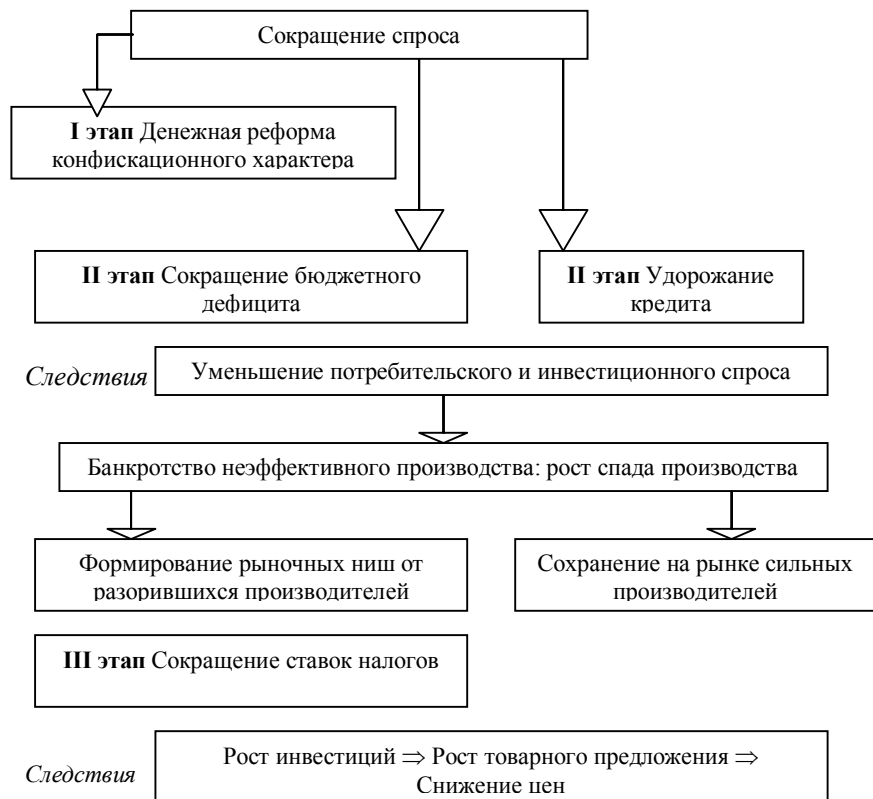 Сокращение спроса
I этап Денежная реформа
конфискационного характера
II этап Сокращение бюджетного
дефицита
II этап Удорожание
кредита
Следствия
Уменьшение потребительского и инвестиционного спроса
Банкротство неэффективного производства: рост спада производства
Формирование рыночных ниш от
разорившихся производителей
Сохранение на рынке сильных
производителей
III этап Сокращение ставок налогов
Следствия
Рост инвестиций ⇒ Рост товарного предложения ⇒
Снижение цен